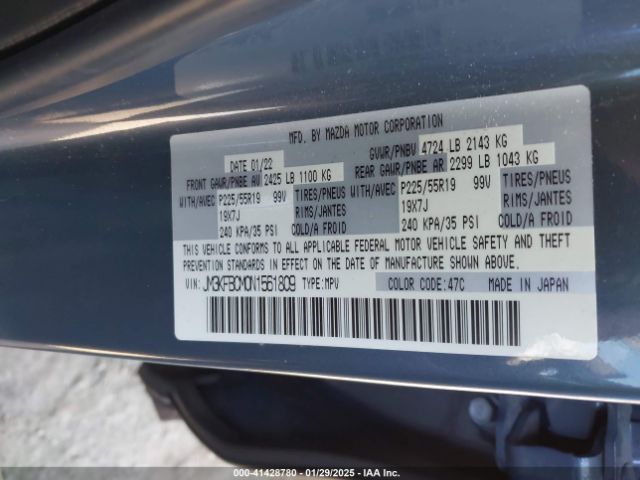 MFD. BY MAZDA MOTOR CORPORATION
DATE 01/22
GVWR/PNBV 4724 LB 2143 KG
FRONT GAWR/PNBE AV 2425 LB 1100 KG
REAR GAWR/PNBE AR 2299 LB 1043 KG
WITH/AVEC P225/55R19 99V TIRES/PNEUS
19X7J RIMS/JANTES
240 KPA/35 PSI COLD/A FROID
WITH/AVEC P225/55R19 99V TIRES/PNEUS
19X7J RIMS/JANTES
240 KPA/35 PSI COLD/A FROID
THIS VEHICLE CONFORMS TO ALL APPLICABLE FEDERAL MOTOR VEHICLE SAFETY AND THEFT
PREVENTION STANDARDS IN EFFECT ON THE DATE OF MANUFACTURE SHOWN ABOVE.
VIN: JM3KFBCM0N1561809 TYPE:MPV COLOR CODE:47C MADE IN JAPAN
000-41428780 — 01/29/2025 — IAA Inc.